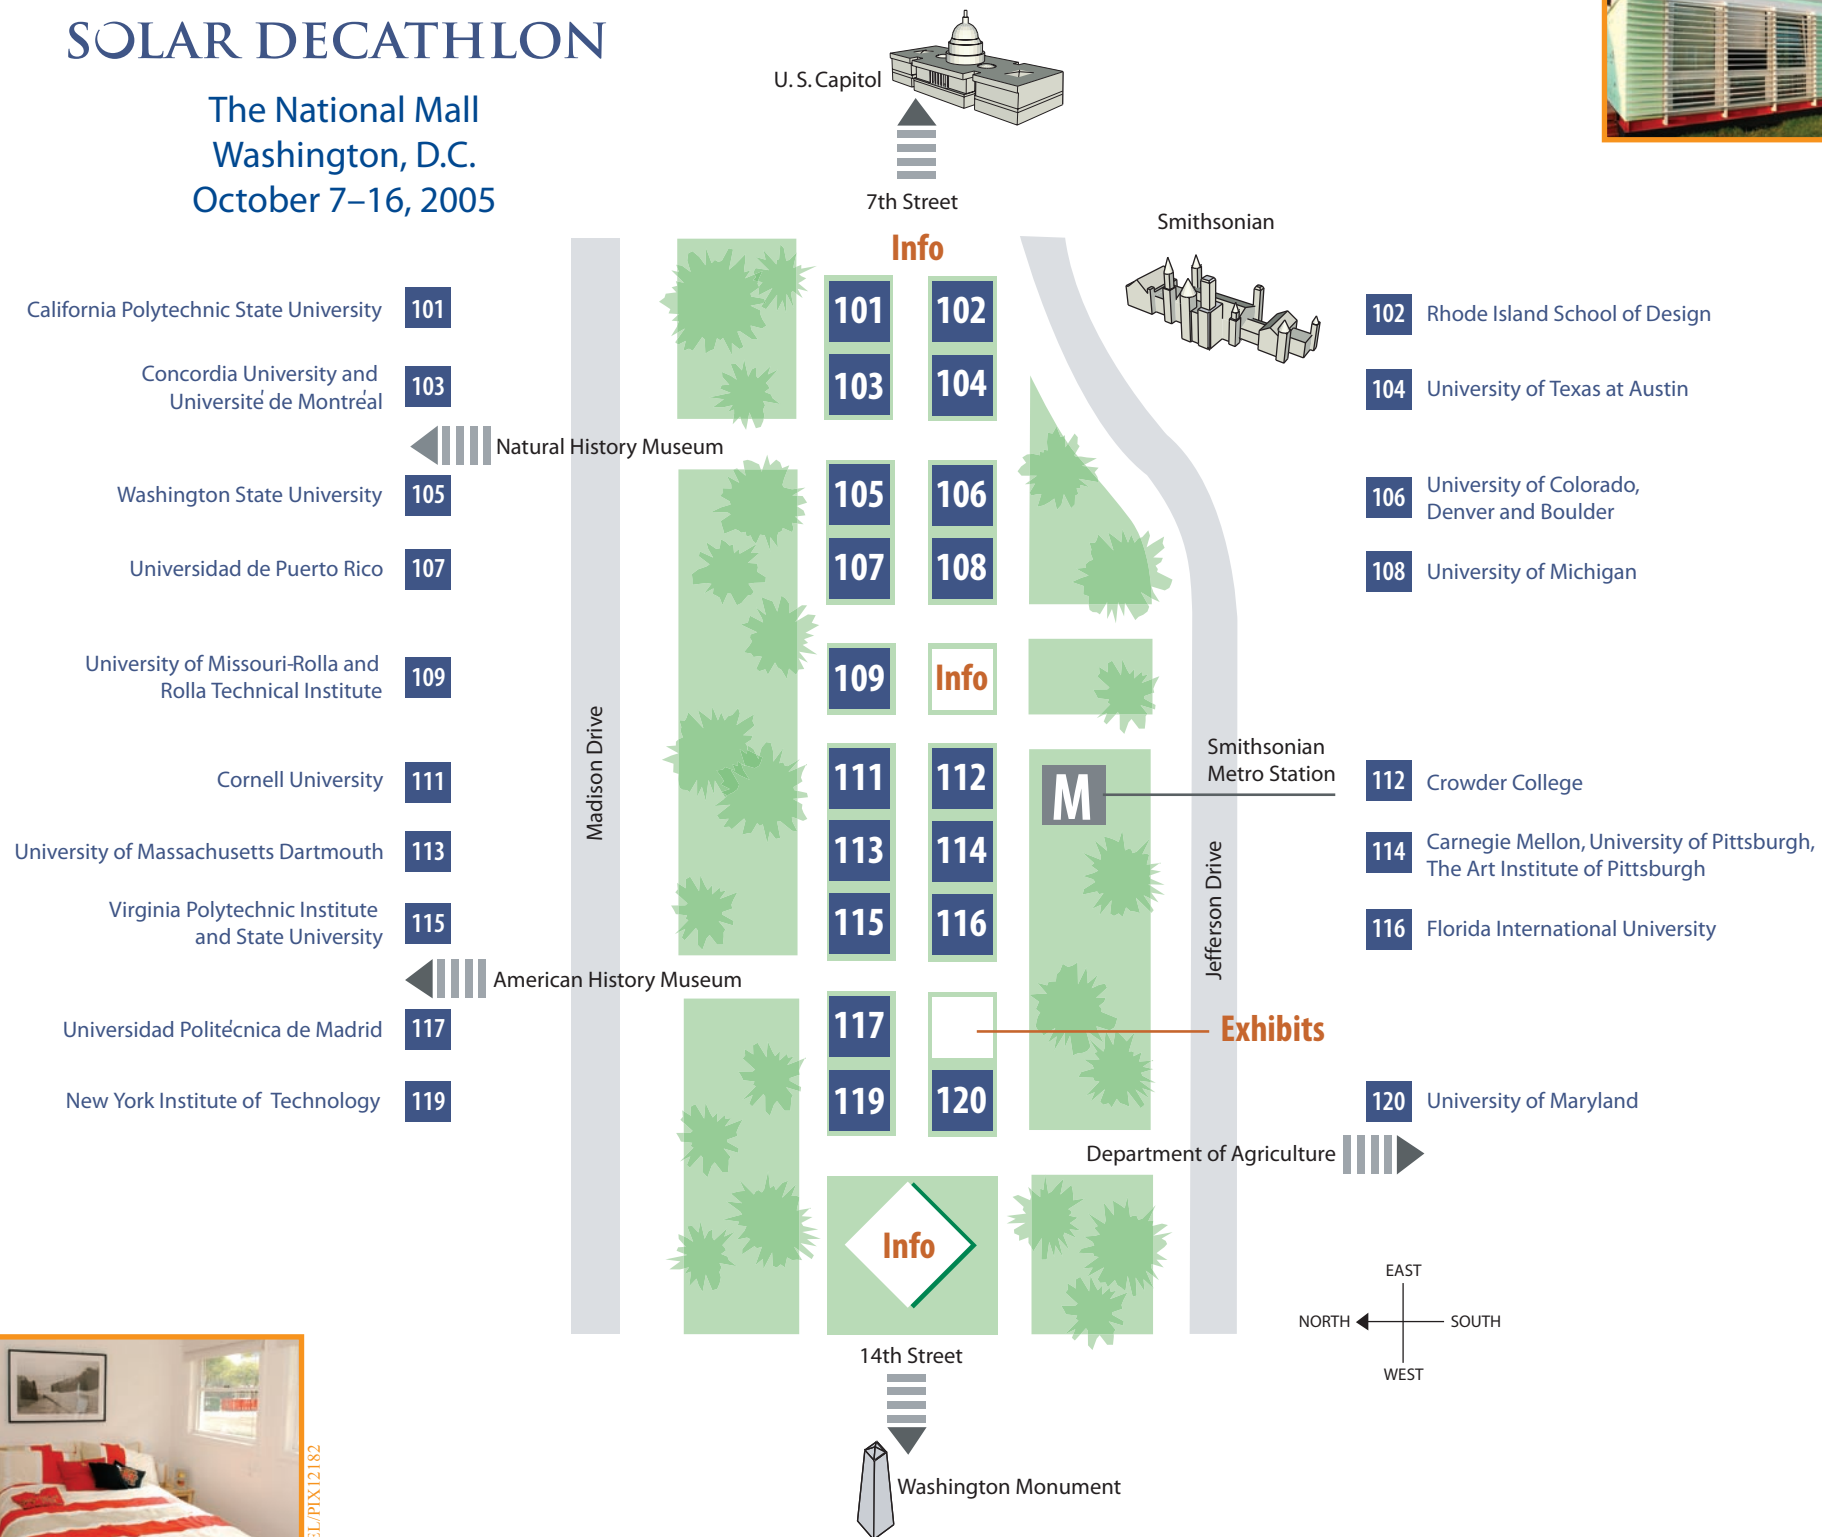 SOLAR DECATHLON
The National Mall
Washington, D.C.
October 7–16, 2005
U. S. Capitol
7th Street
Info
Smithsonian
California Polytechnic State University 101
Concordia University and
Université de Montréal
103
Natural History Museum
Washington State University 105
Universidad de Puerto Rico 107
University of Missouri-Rolla and
Rolla Technical Institute
109
Cornell University 111
University of Massachusetts Dartmouth 113
Virginia Polytechnic Institute
and State University
115
American History Museum
Universidad Politécnica de Madrid 117
New York Institute of Technology 119
Madison Drive
101 102
103 104
105 106
107 108
109 Info
111 112
113 114
115 116
117
119 120
Info
M
Smithsonian
Metro Station
Jefferson Drive
Exhibits
102 Rhode Island School of Design
104 University of Texas at Austin
106
University of Colorado,
Denver and Boulder
108 University of Michigan
112 Crowder College
114
Carnegie Mellon, University of Pittsburgh,
The Art Institute of Pittsburgh
116 Florida International University
120 University of Maryland
Department of Agriculture
EAST
NORTH SOUTH
WEST
14th Street
Washington Monument
/PIX12182